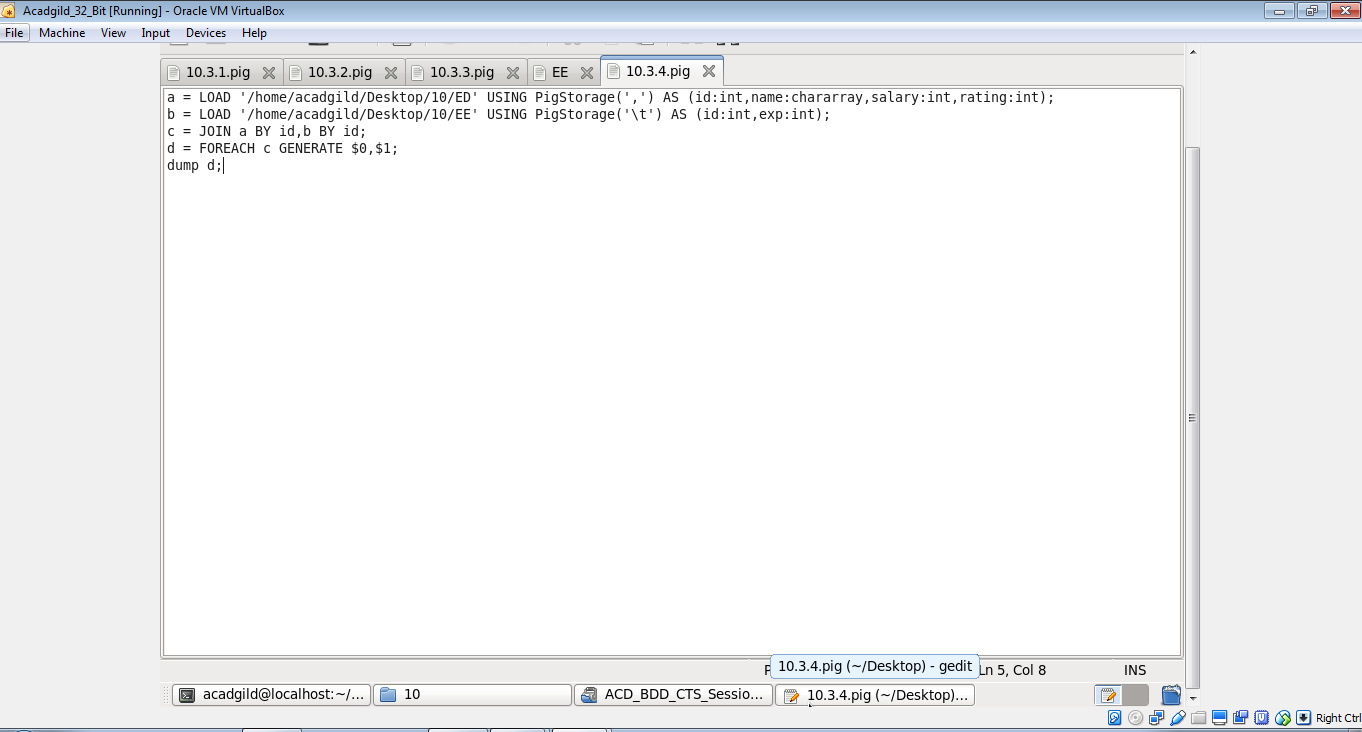 Acadgild_32_Bit [Running] - Oracle VM VirtualBox
File Machine View Input Devices Help
10.3.1.pig 10.3.2.pig 10.3.3.pig EE 10.3.4.pig
a = LOAD '/home/acadgild/Desktop/10/ED' USING PigStorage(',') AS (id:int,name:chararray,salary:int,rating:int);
b = LOAD '/home/acadgild/Desktop/10/EE' USING PigStorage('\t') AS (id:int,exp:int);
c = JOIN a BY id,b BY id;
d = FOREACH c GENERATE $0,$1;
dump d;
10.3.4.pig (~/Desktop) - gedit
Ln 5, Col 8 INS
acadgild@localhost:~/... 10 ACD_BDD_CTS_Sessio... 10.3.4.pig (~/Desktop)...
Right Ctrl